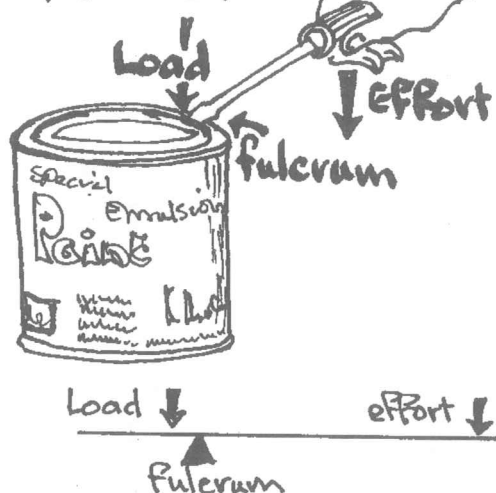 Load
Effort
fulcrum
Special
emulsion
Paint
Load
effort
fulcrum